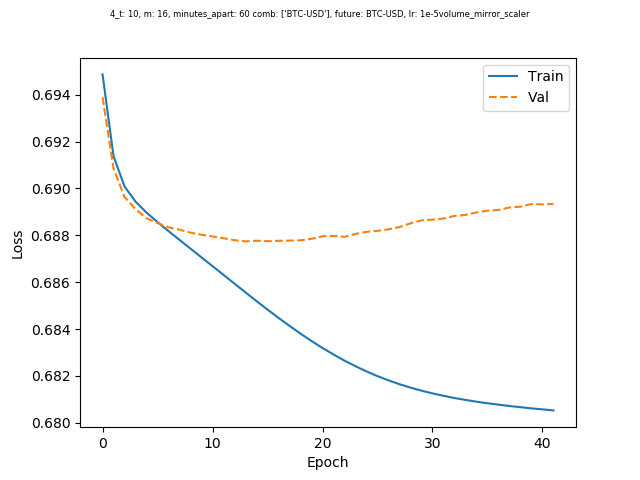 4_t: 10, m: 16, minutes_apart: 60 comb: ['BTC-USD'], future: BTC-USD, lr: 1e-5volume_mirror_scaler
Train
Val
0.694
0.692
0.690
0.688
0.686
0.684
0.682
0.680
Loss
0 10 20 30 40
Epoch